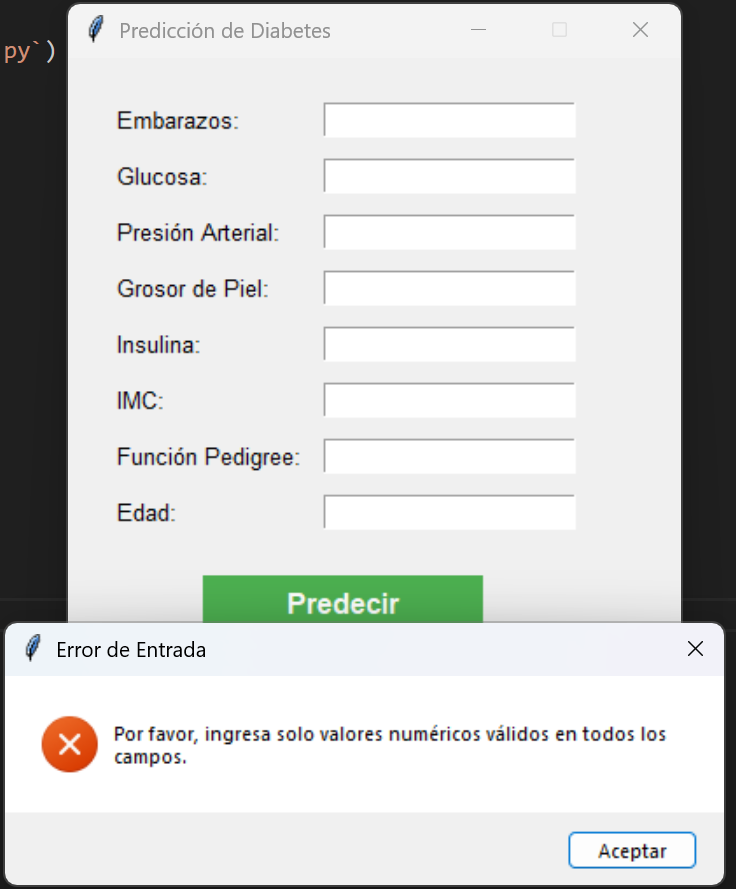 Predicción de Diabetes
py`)
Embarazos:
Glucosa:
Presión Arterial:
Grosor de Piel:
Insulina:
IMC:
Función Pedigree:
Edad:
Predecir
Error de Entrada
Por favor, ingresa solo valores numéricos válidos en todos los
campos.
Aceptar